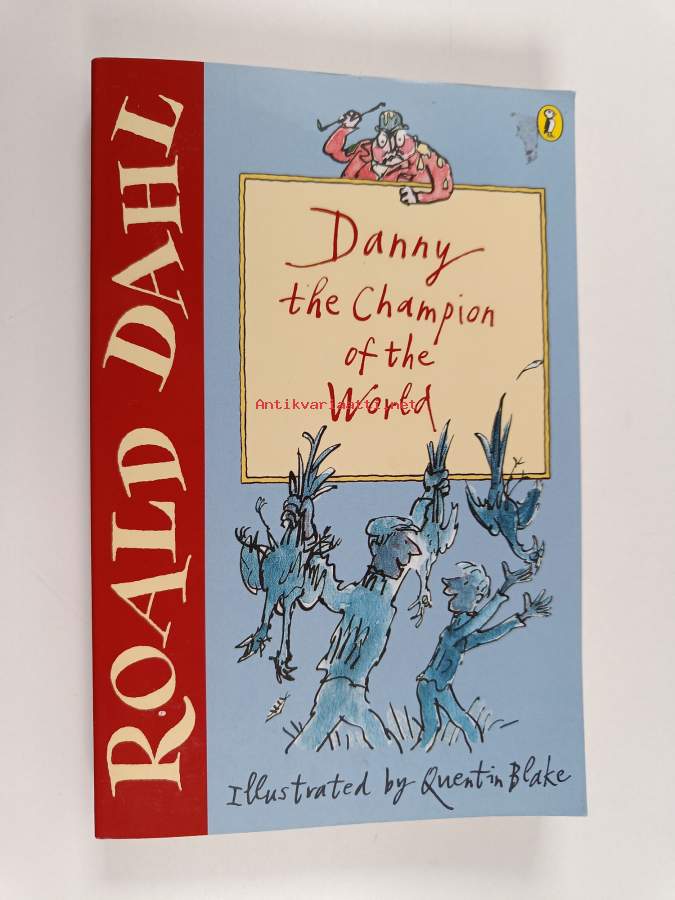 ROALD DAHL
Danny
the Champion
of the
World
Antikvariaatti.net
Illustrated by Quentin Blake